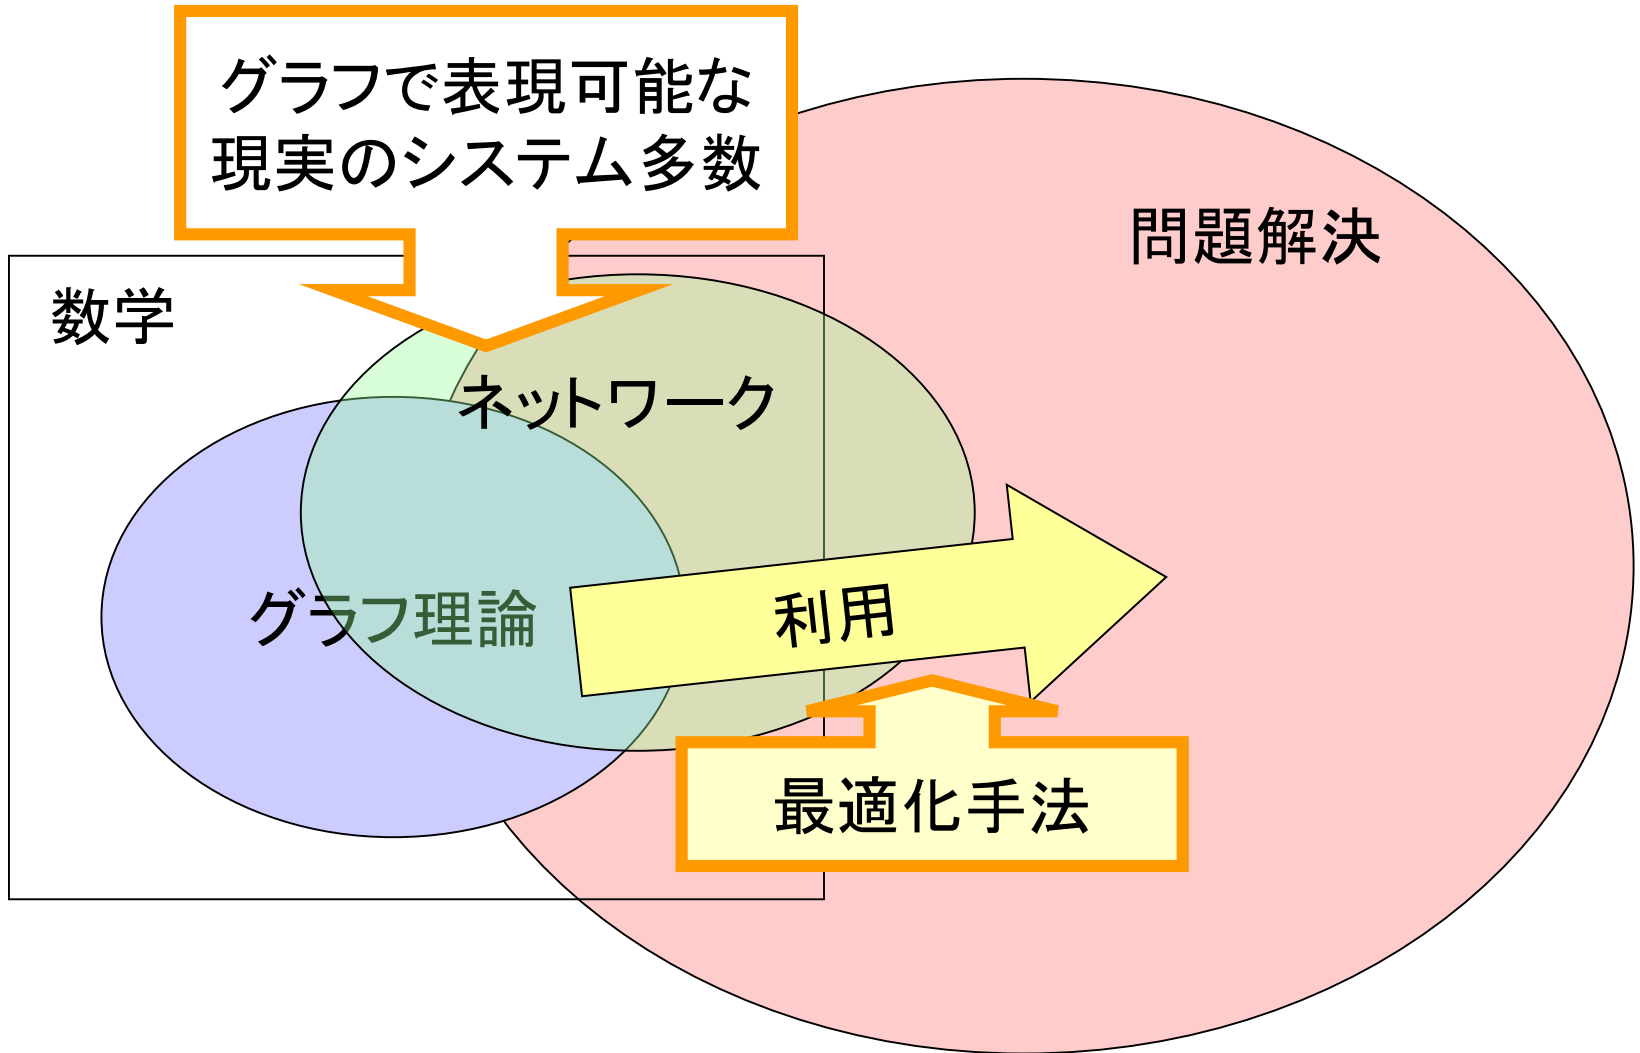 グラフで表現可能な
現実のシステム多数
問題解決
数学
ネットワーク
グラフ理論
利用
最適化手法